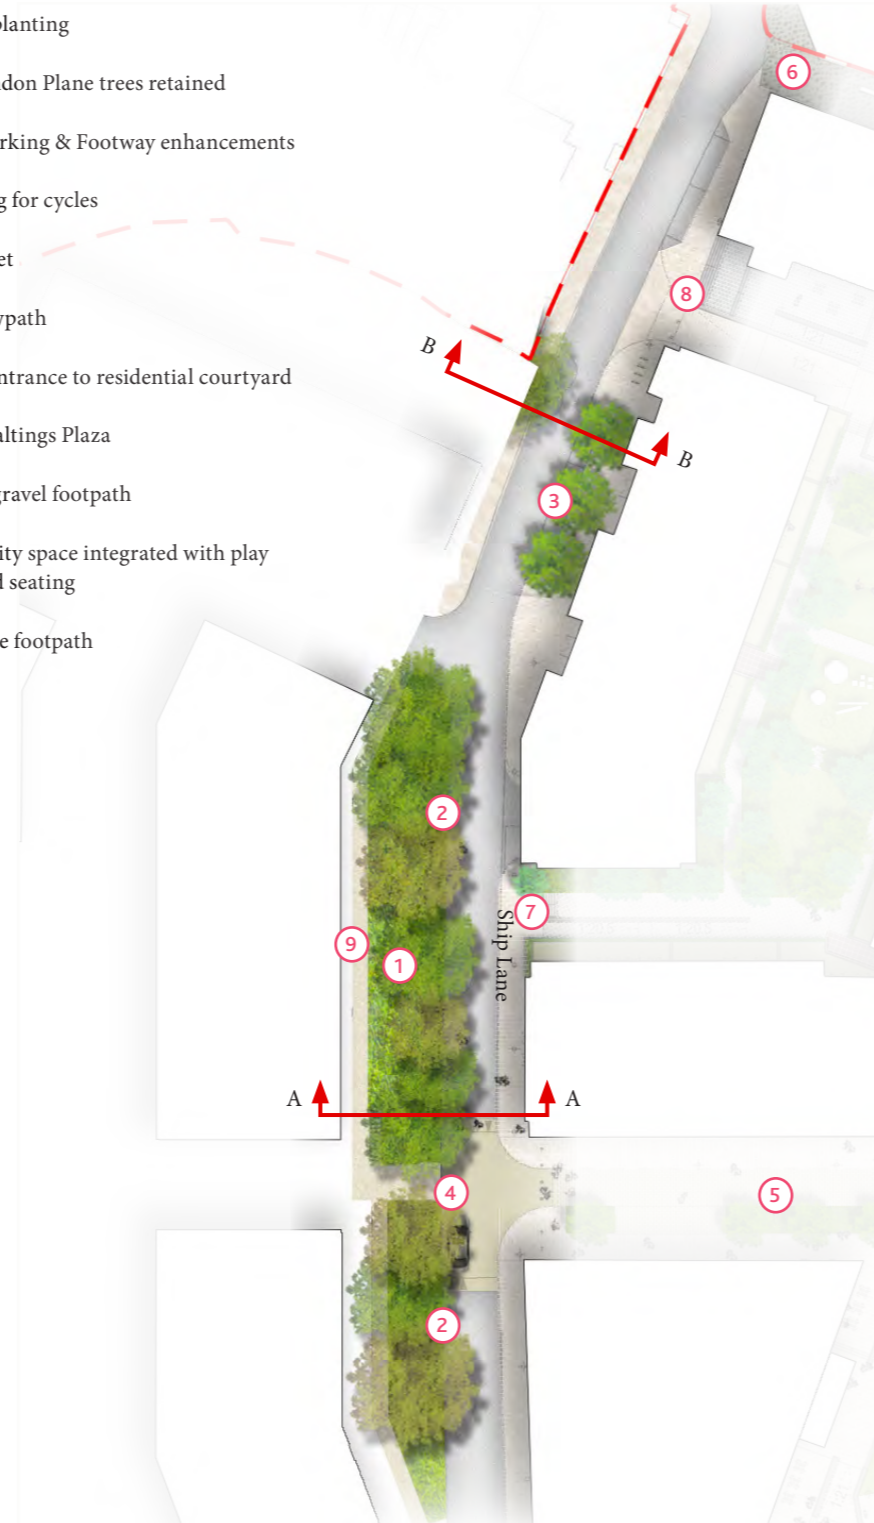 planting
don Plane trees retained
rking & Footway enhancements
g for cycles
et
ypath
ntrance to residential courtyard
altings Plaza
gravel footpath
ity space integrated with play
d seating
e footpath
6
8
B
B
3
2
7
Ship Lane
9
1
A
A
4
5
2